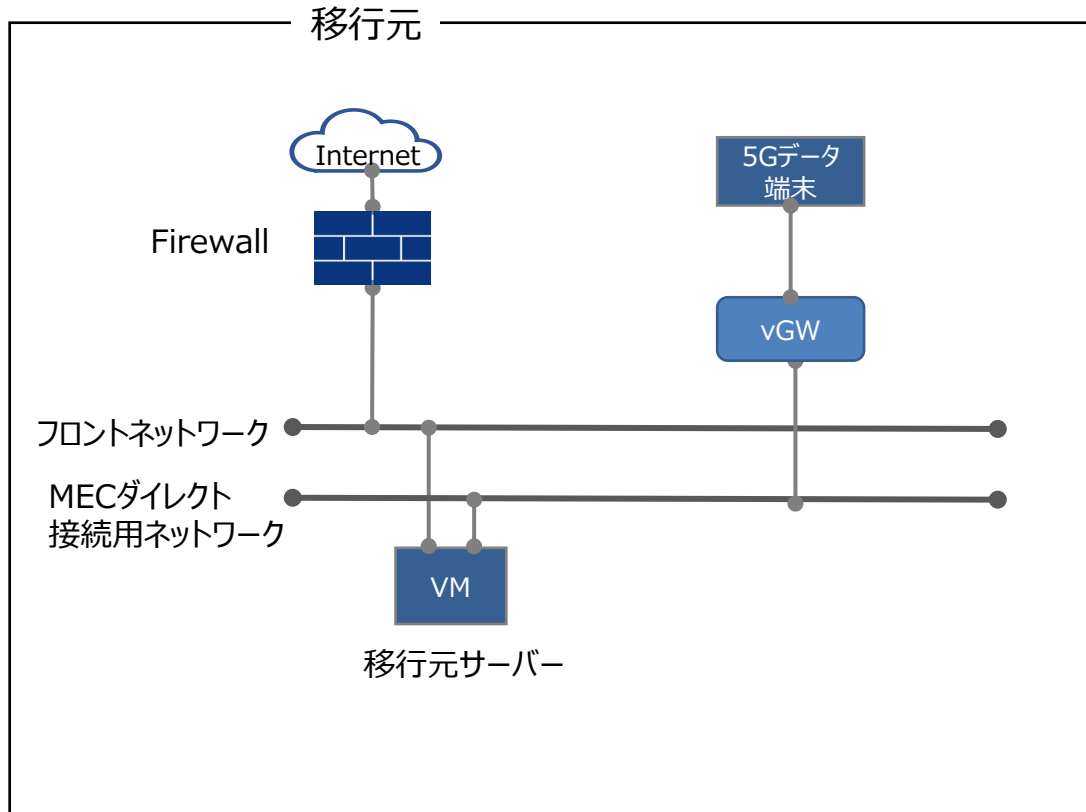 移行元
Internet
5Gデータ
端末
Firewall
vGW
フロントネットワーク
MECダイレクト
接続用ネットワーク
VM
移行元サーバー